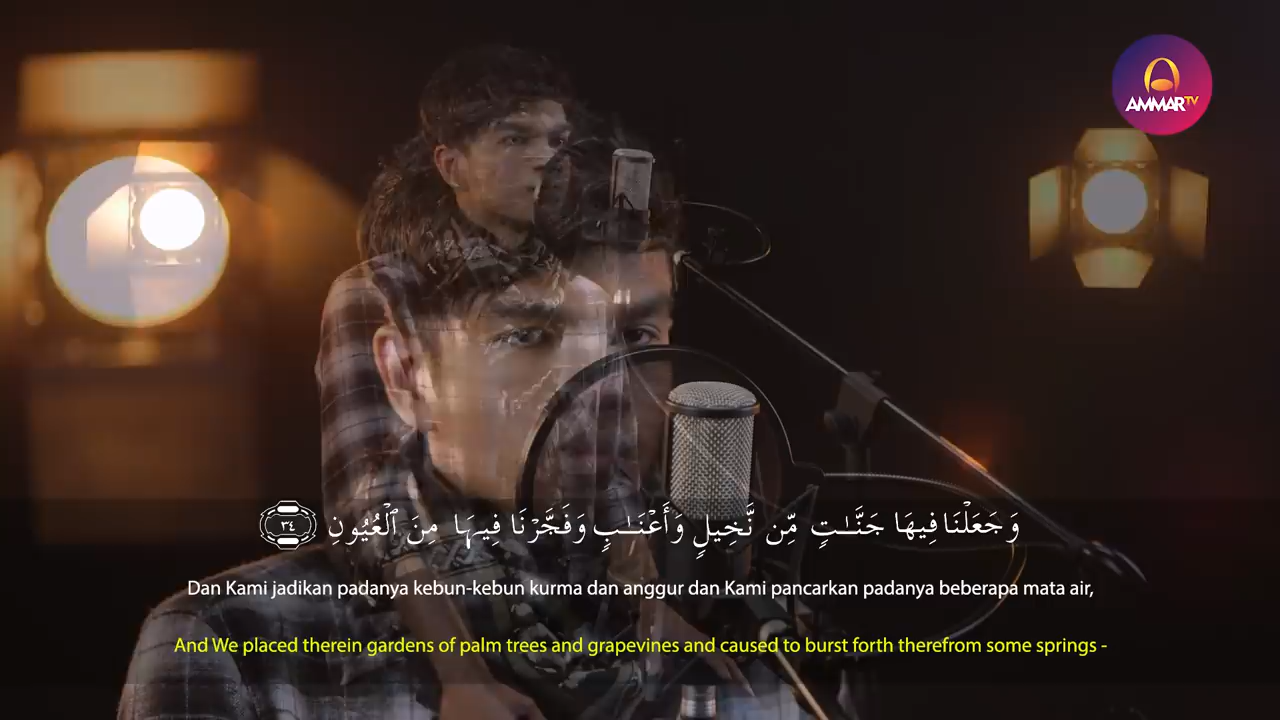 AMMARTV
وَجَعَلْنَا فِيهَا جَنَّـٰتٍ مِّن نَّخِيلٍ وَأَعْنَـٰبٍ وَفَجَّرْنَا فِيهَا مِنَ ٱلْعُيُونِ ٣٤
Dan Kami jadikan padanya kebun-kebun kurma dan anggur dan Kami pancarkan padanya beberapa mata air,
And We placed therein gardens of palm trees and grapevines and caused to burst forth therefrom some springs -